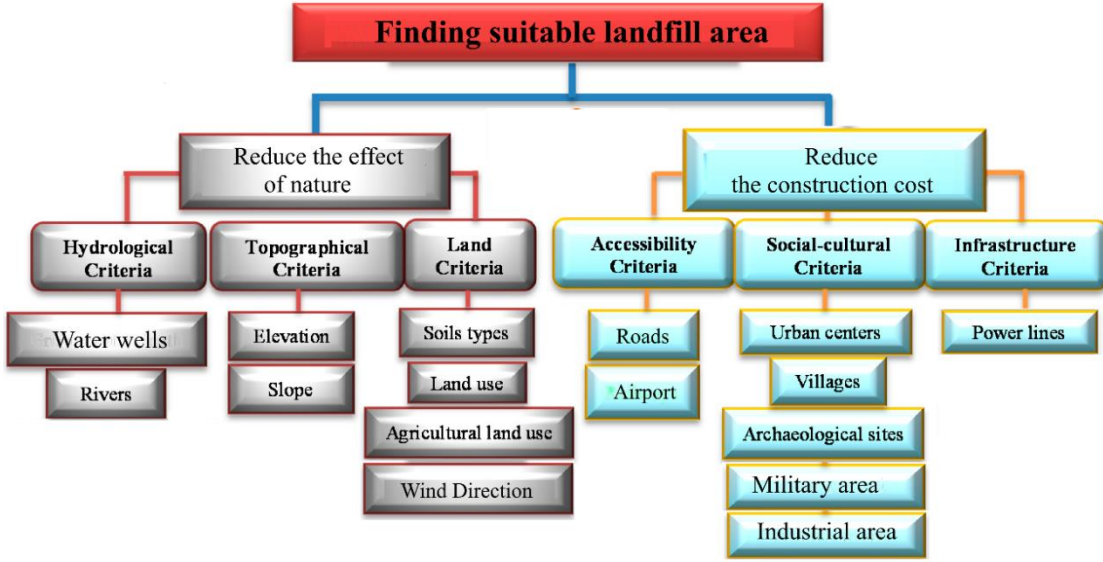 Finding suitable landfill area
Reduce the effect
of nature
Reduce
the construction cost
Hydrological
Criteria
Topographical
Criteria
Land
Criteria
Accessibility
Criteria
Social-cultural
Criteria
Infrastructure
Criteria
Water wells
Rivers
Elevation
Slope
Soils types
Land use
Agricultural land use
Wind Direction
Roads
Airport
Urban centers
Villages
Archaeological sites
Military area
Industrial area
Power lines